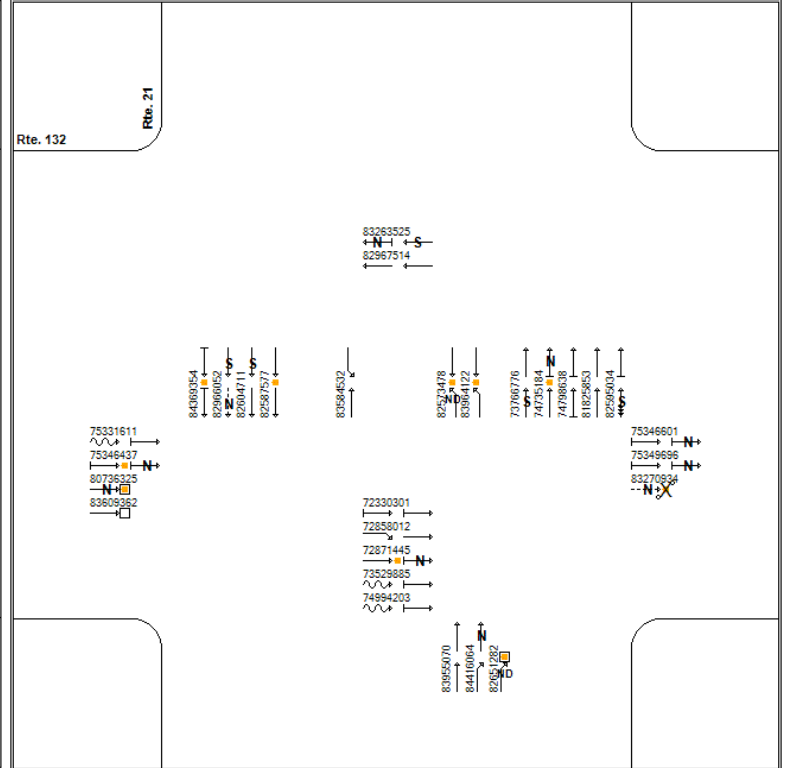 Rte. 21
Rte. 132
83263525
N S
82967514
84369354
82966052
S
N
82604711
S
82587577
83584532
82573478
ND
83964122
73766776
S
74735184
N
74798638
81825853
82595034
S
75331611
75346437
N
80736325
N
83609362
75346601
N
75349696
N
83270934
N
72330301
72858012
72871445
N
73529885
74994203
83955070
84416064
N
82651282
ND